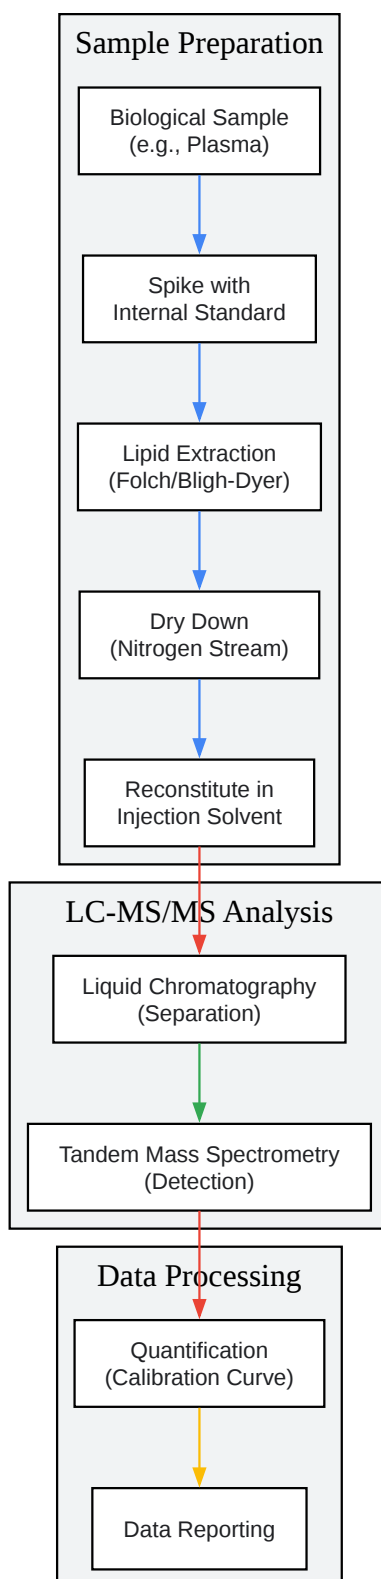 Sample Preparation
Biological Sample
(e.g., Plasma)
Spike with
Internal Standard
Lipid Extraction
(Folch/Bligh-Dyer)
Dry Down
(Nitrogen Stream)
Reconstitute in
Injection Solvent
LC-MS/MS Analysis
Liquid Chromatography
(Separation)
Tandem Mass Spectrometry
(Detection)
Data Processing
Quantification
(Calibration Curve)
Data Reporting